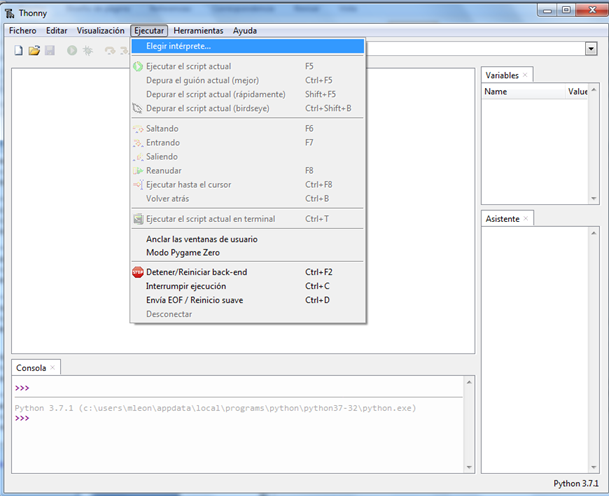 Thonny
Fichero Editar Visualización Ejecutar Herramientas Ayuda
Elegir intérprete...
Ejecutar el script actual F5
Depura el guión actual (mejor) Ctrl+F5
Depurar el script actual (rápidamente) Shift+F5
Depurar el script actual (birdseye) Ctrl+Shift+B
Saltando F6
Entrando F7
Saliendo
Reanudar F8
Ejecutar hasta el cursor Ctrl+F8
Volver atrás Ctrl+B
Ejecutar el script actual en terminal Ctrl+T
Anclar las ventanas de usuario
Modo Pygame Zero
STOP Detener/Reiniciar back-end Ctrl+F2
Interrumpir ejecución Ctrl+C
Envía EOF / Reinicio suave Ctrl+D
Desconectar
Variables
Name Value
Asistente
Consola
>>>
Python 3.7.1 (c:\users\mleon\appdata\local\programs\python\python37-32\python.exe)
>>>
Python 3.7.1